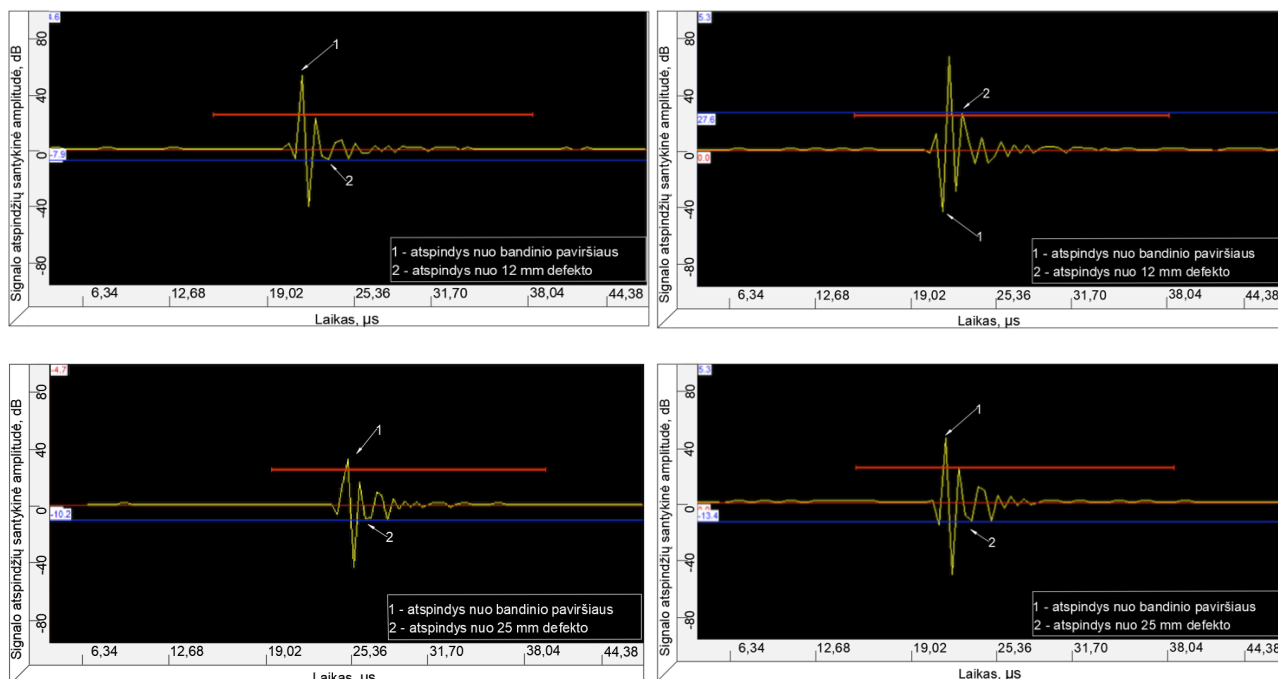 Signalo atspindžių santykinė amplitudė, dB
80
40
0
-40
-80
4.6
-7.9
1
2
1 - atspindys nuo bandinio paviršiaus
2 - atspindys nuo 12 mm defekto
6,34 12,68 19,02 25,36 31,70 38,04 44,38
Laikas, µs
Signalo atspindžių santykinė amplitudė, dB
80
40
0
-40
-80
5.3
27.6
0.0
2
1
1 - atspindys nuo bandinio paviršiaus
2 - atspindys nuo 12 mm defekto
6,34 12,68 19,02 25,36 31,70 38,04 44,38
Laikas, µs
Signalo atspindžių santykinė amplitudė, dB
80
40
0
-40
-80
-4.7
-10.2
1
2
1 - atspindys nuo bandinio paviršiaus
2 - atspindys nuo 25 mm defekto
6,34 12,68 19,02 25,36 31,70 38,04 44,38
Laikas, µs
Signalo atspindžių santykinė amplitudė, dB
80
40
0
-40
-80
5.3
-13.4
1
2
1 - atspindys nuo bandinio paviršiaus
2 - atspindys nuo 25 mm defekto
6,34 12,68 19,02 25,36 31,70 38,04 44,38
Laikas, µs